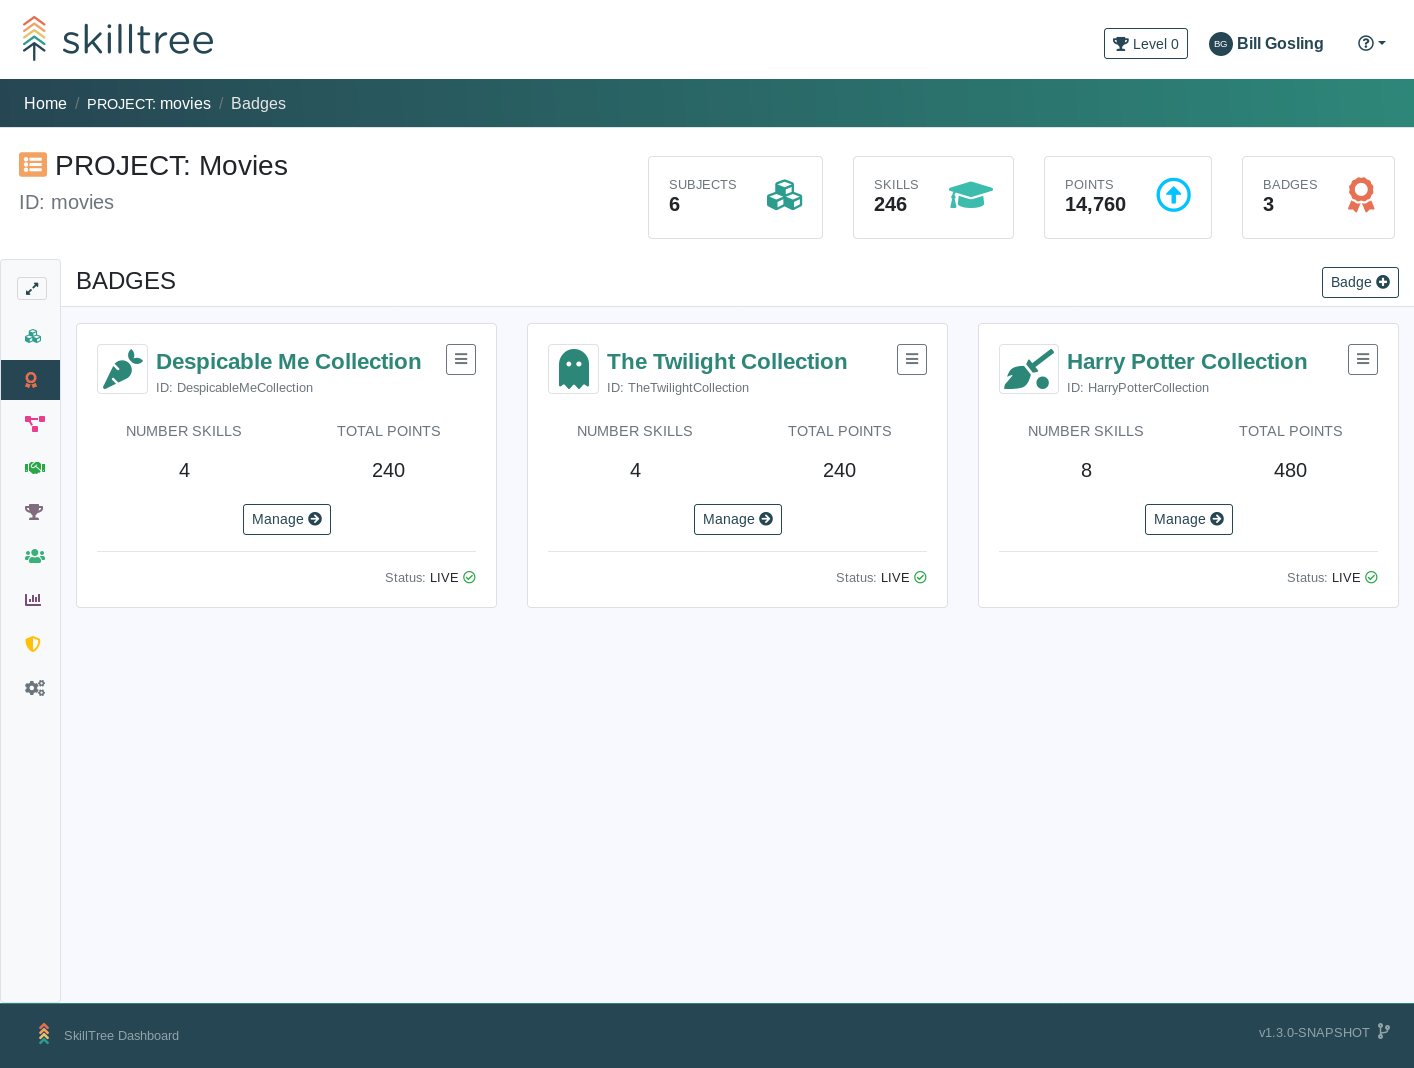 skilltree
Level 0
BG Bill Gosling
Home / PROJECT: movies / Badges
PROJECT: Movies
ID: movies
SUBJECTS
6
SKILLS
246
POINTS
14,760
BADGES
3
BADGES
Badge
Despicable Me Collection
ID: DespicableMeCollection
NUMBER SKILLS
4
TOTAL POINTS
240
Manage
Status: LIVE
The Twilight Collection
ID: TheTwilightCollection
NUMBER SKILLS
4
TOTAL POINTS
240
Manage
Status: LIVE
Harry Potter Collection
ID: HarryPotterCollection
NUMBER SKILLS
8
TOTAL POINTS
480
Manage
Status: LIVE
SkillTree Dashboard
v1.3.0-SNAPSHOT